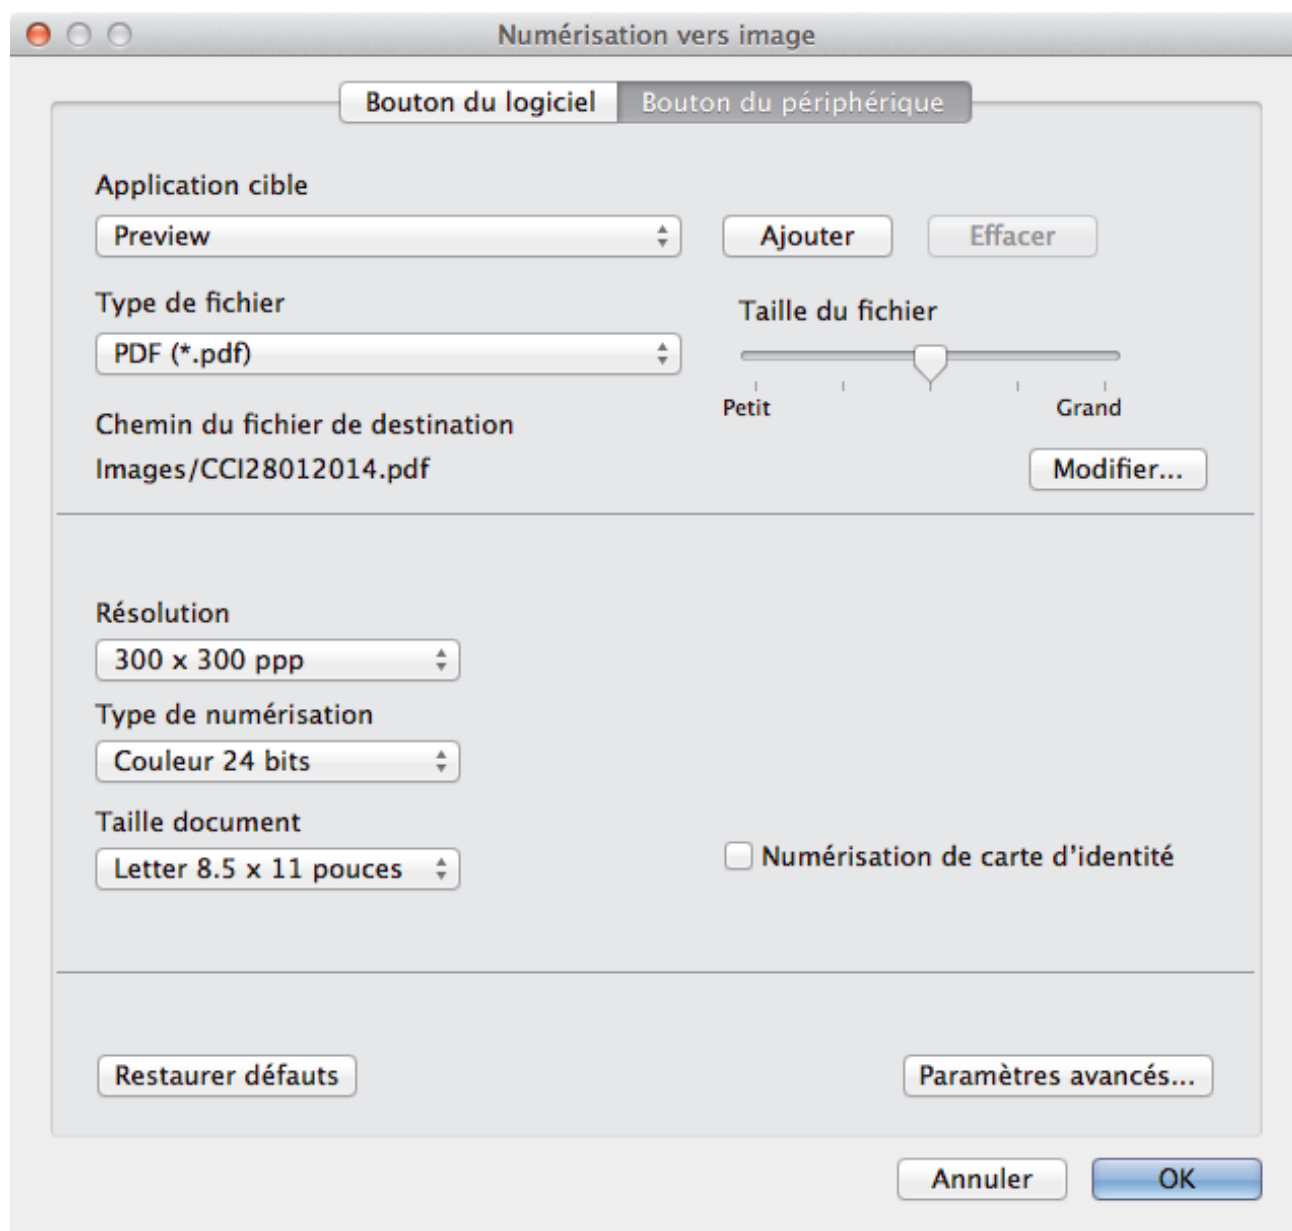 Numérisation vers image
Bouton du logiciel Bouton du périphérique
Application cible
Preview Ajouter Effacer
Type de fichier
Taille du fichier
PDF (*.pdf)
Petit Grand
Chemin du fichier de destination
Images/CCI28012014.pdf Modifier...
Résolution
300 x 300 ppp
Type de numérisation
Couleur 24 bits
Taille document
Letter 8.5 x 11 pouces Numérisation de carte d'identité
Restaurer défauts Paramètres avancés...
Annuler OK